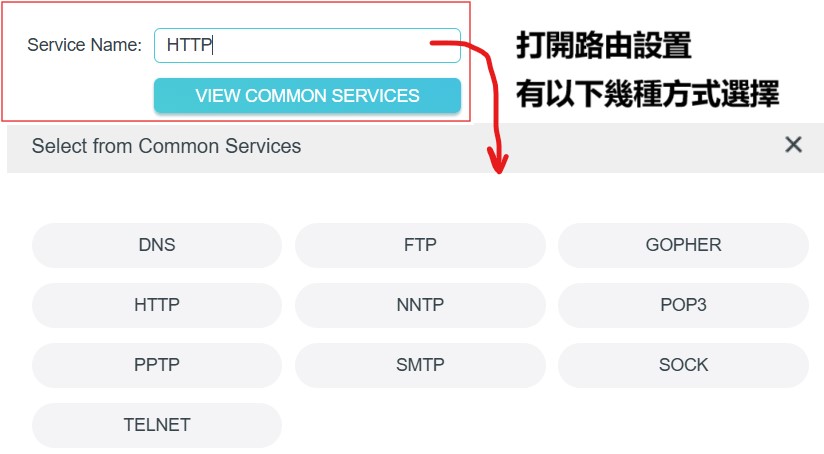 Service Name: HTTP
打開路由設置
VIEW COMMON SERVICES
有以下幾種方式選擇
Select from Common Services
DNS FTP GOPHER
HTTP NNTP POP3
PPTP SMTP SOCK
TELNET